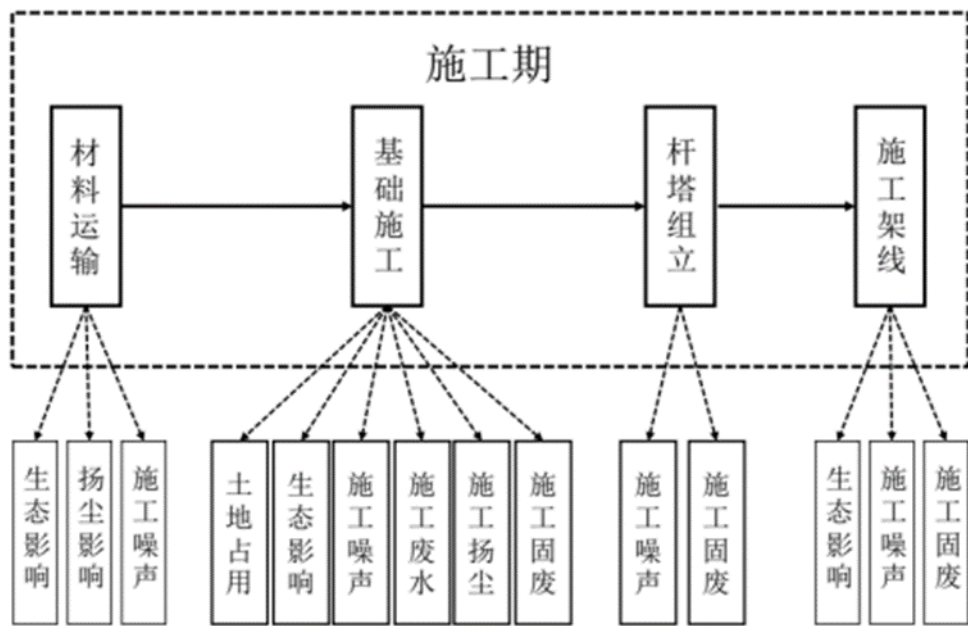 施工期
材料运输
基础施工
杆塔组立
施工架线
生态影响
扬尘影响
施工噪声
土地占用
生态影响
施工噪声
施工废水
施工扬尘
施工固废
施工噪声
施工固废
生态影响
施工噪声
施工固废